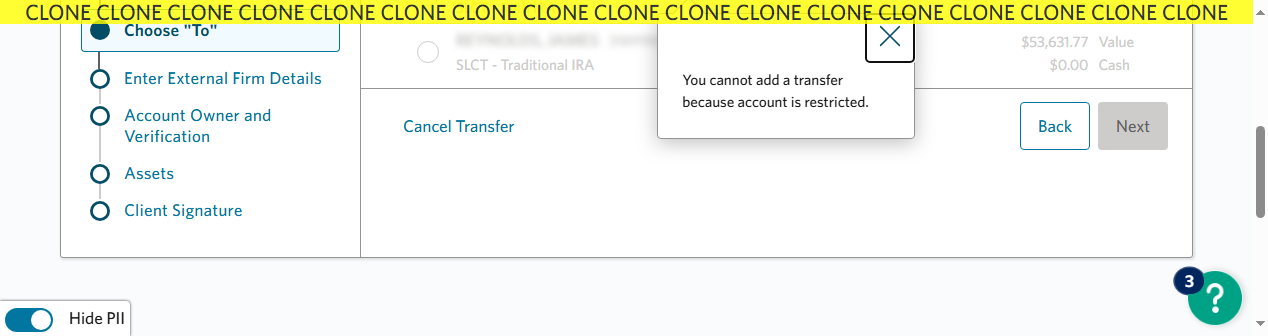 CLONE CLONE CLONE CLONE CLONE CLONE CLONE CLONE CLONE CLONE CLONE CLONE CLONE CLONE CLONE CLONE CLONE
Choose "To"
Enter External Firm Details
Account Owner and
Verification
Assets
Client Signature
SLCT - Traditional IRA
$53,631.77 Value
$0.00 Cash
You cannot add a transfer
because account is restricted.
Cancel Transfer
Back
Next
3
?
Hide PII